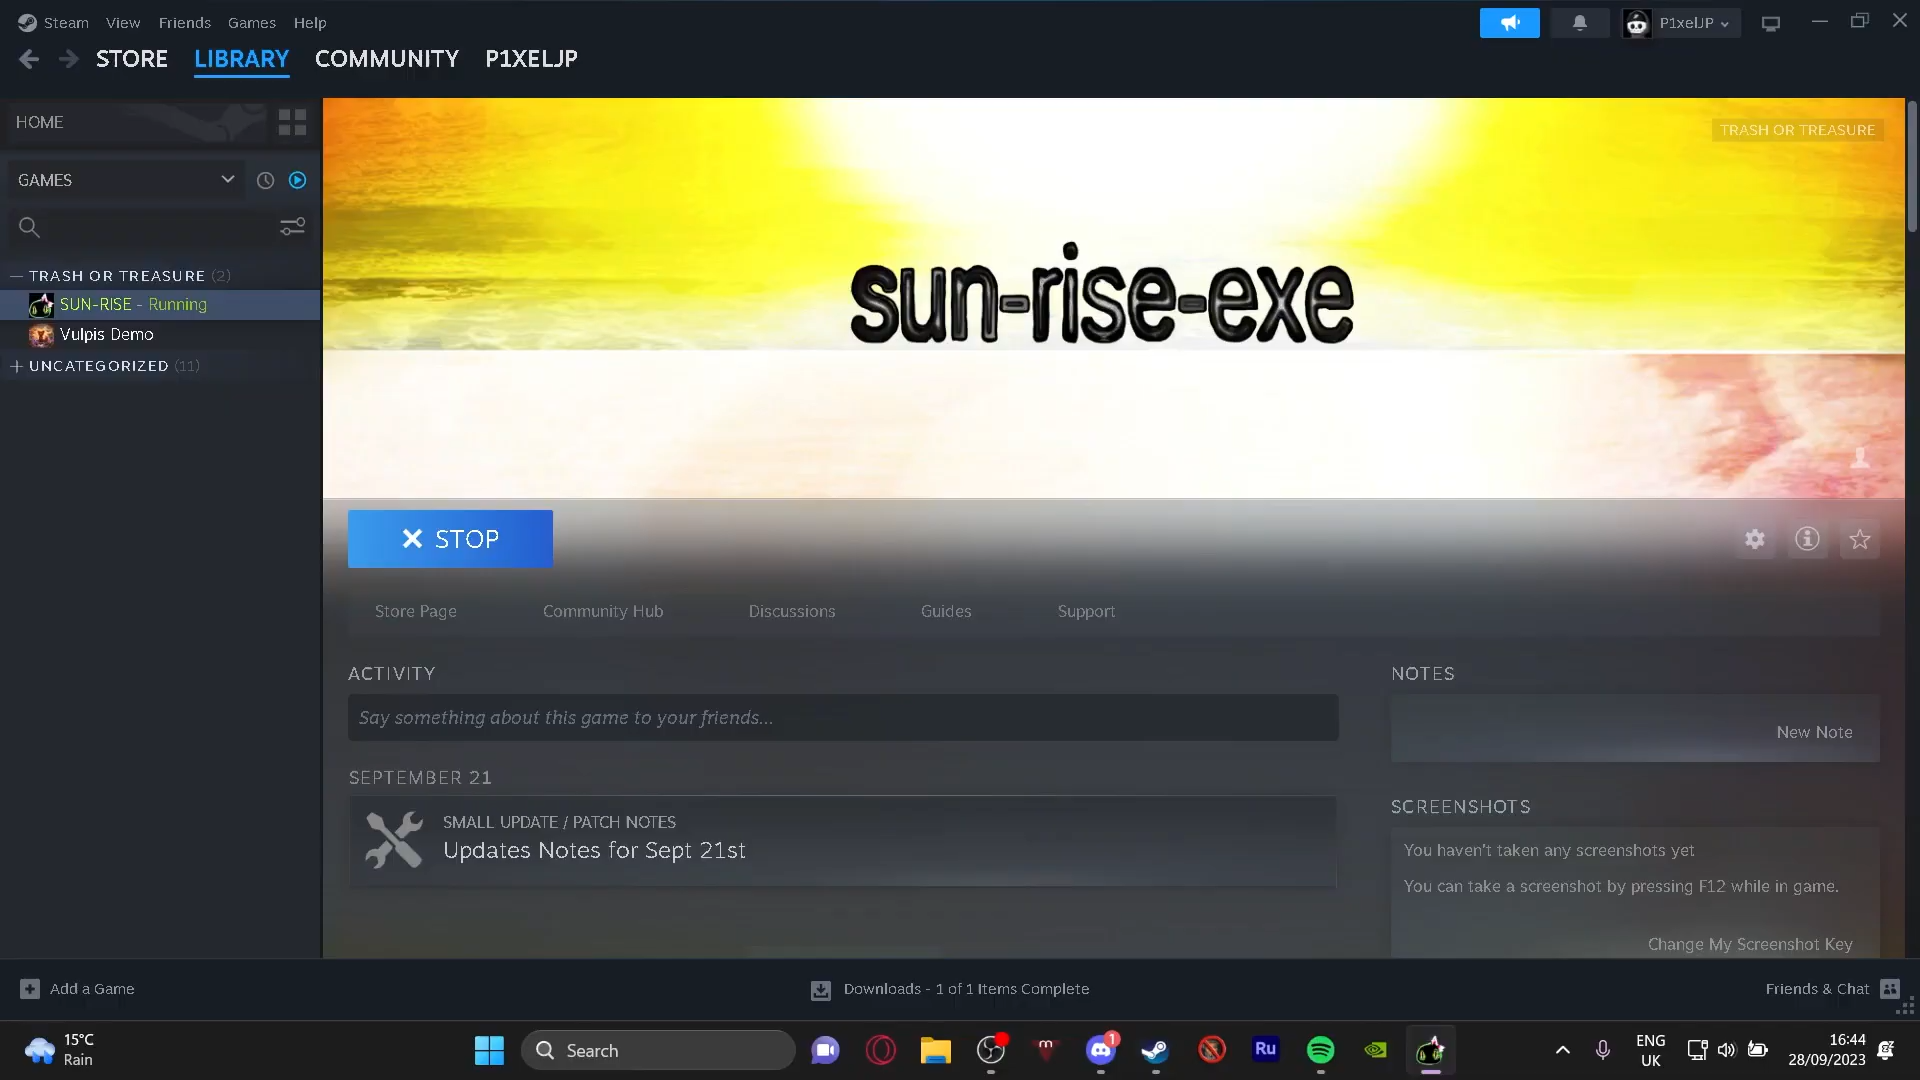 Steam View Friends Games Help
P1xelJP
STORE LIBRARY COMMUNITY P1XELJP
HOME
TRASH OR TREASURE
GAMES
TRASH OR TREASURE (2)
SUN-RISE - Running
Vulpis Demo
UNCATEGORIZED (11)
sun-rise-exe
STOP
Store Page Community Hub Discussions Guides Support
ACTIVITY
Say something about this game to your friends...
SEPTEMBER 21
SMALL UPDATE / PATCH NOTES
Updates Notes for Sept 21st
NOTES
New Note
SCREENSHOTS
You haven't taken any screenshots yet
You can take a screenshot by pressing F12 while in game.
Change My Screenshot Key
Add a Game
Downloads - 1 of 1 Items Complete
Friends & Chat
15°C
Rain
Search
m
1
Ru
ENG
UK
16:44
28/09/2023